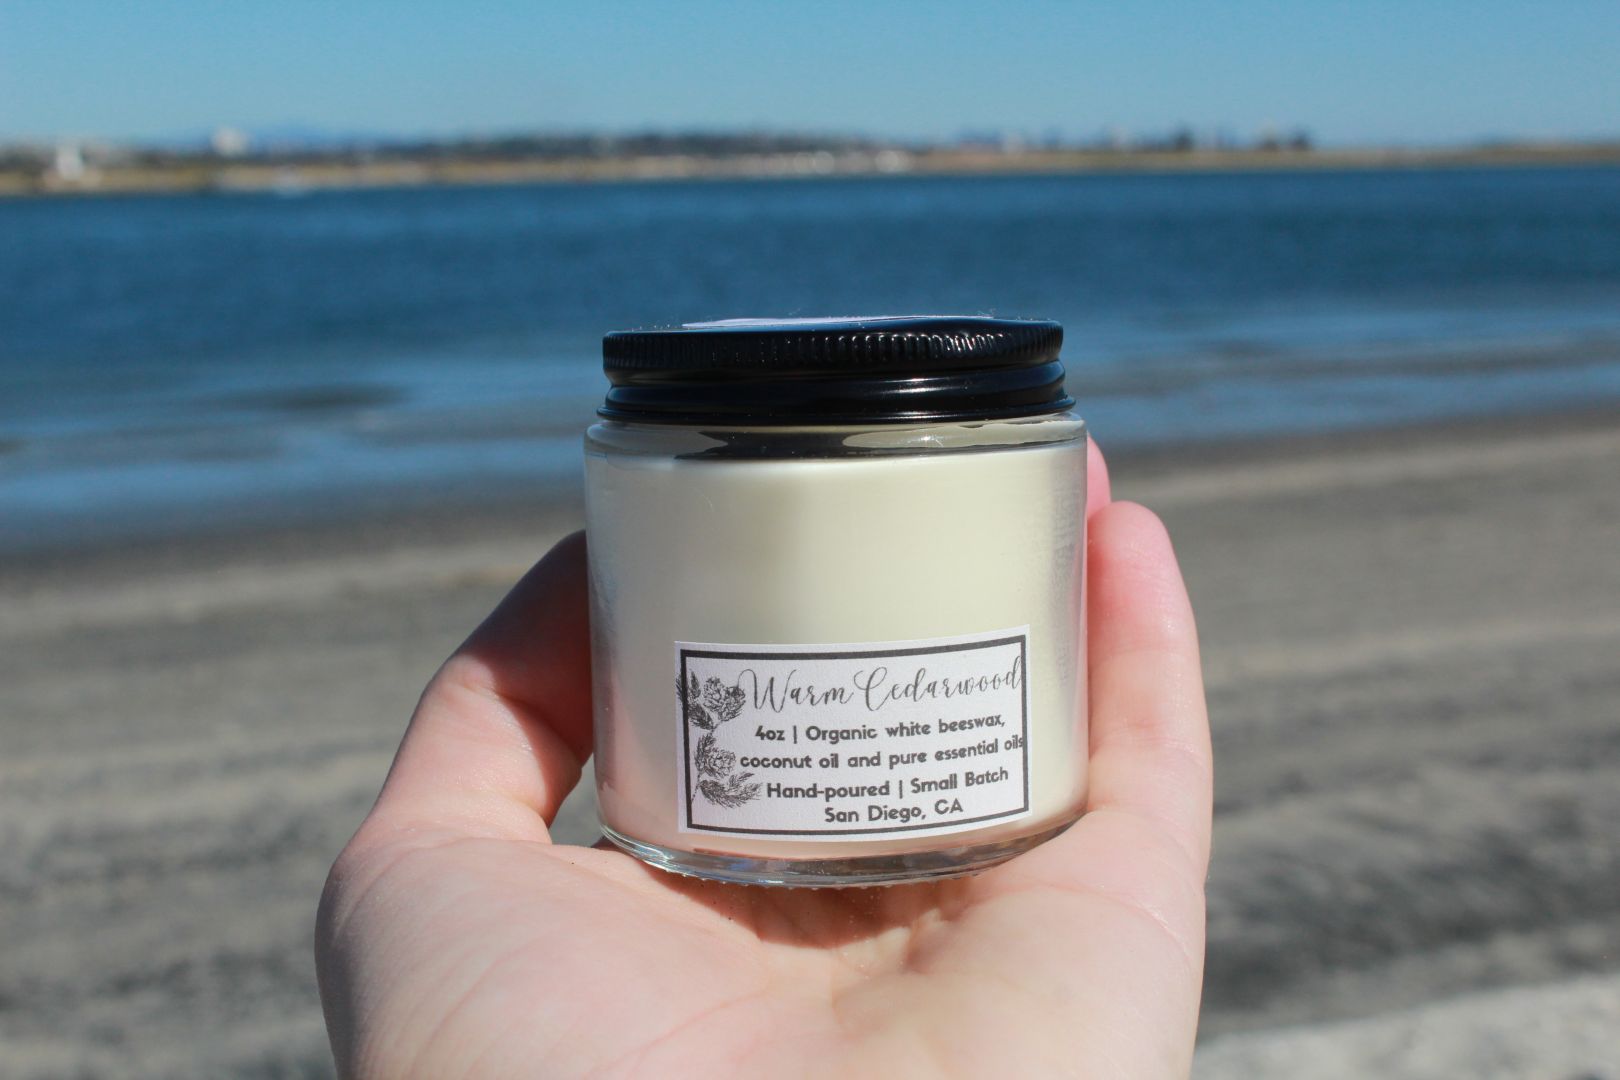 Warm Cedarwood
4oz | Organic white beeswax,
coconut oil and pure essential oils
Hand-poured | Small Batch
San Diego, CA